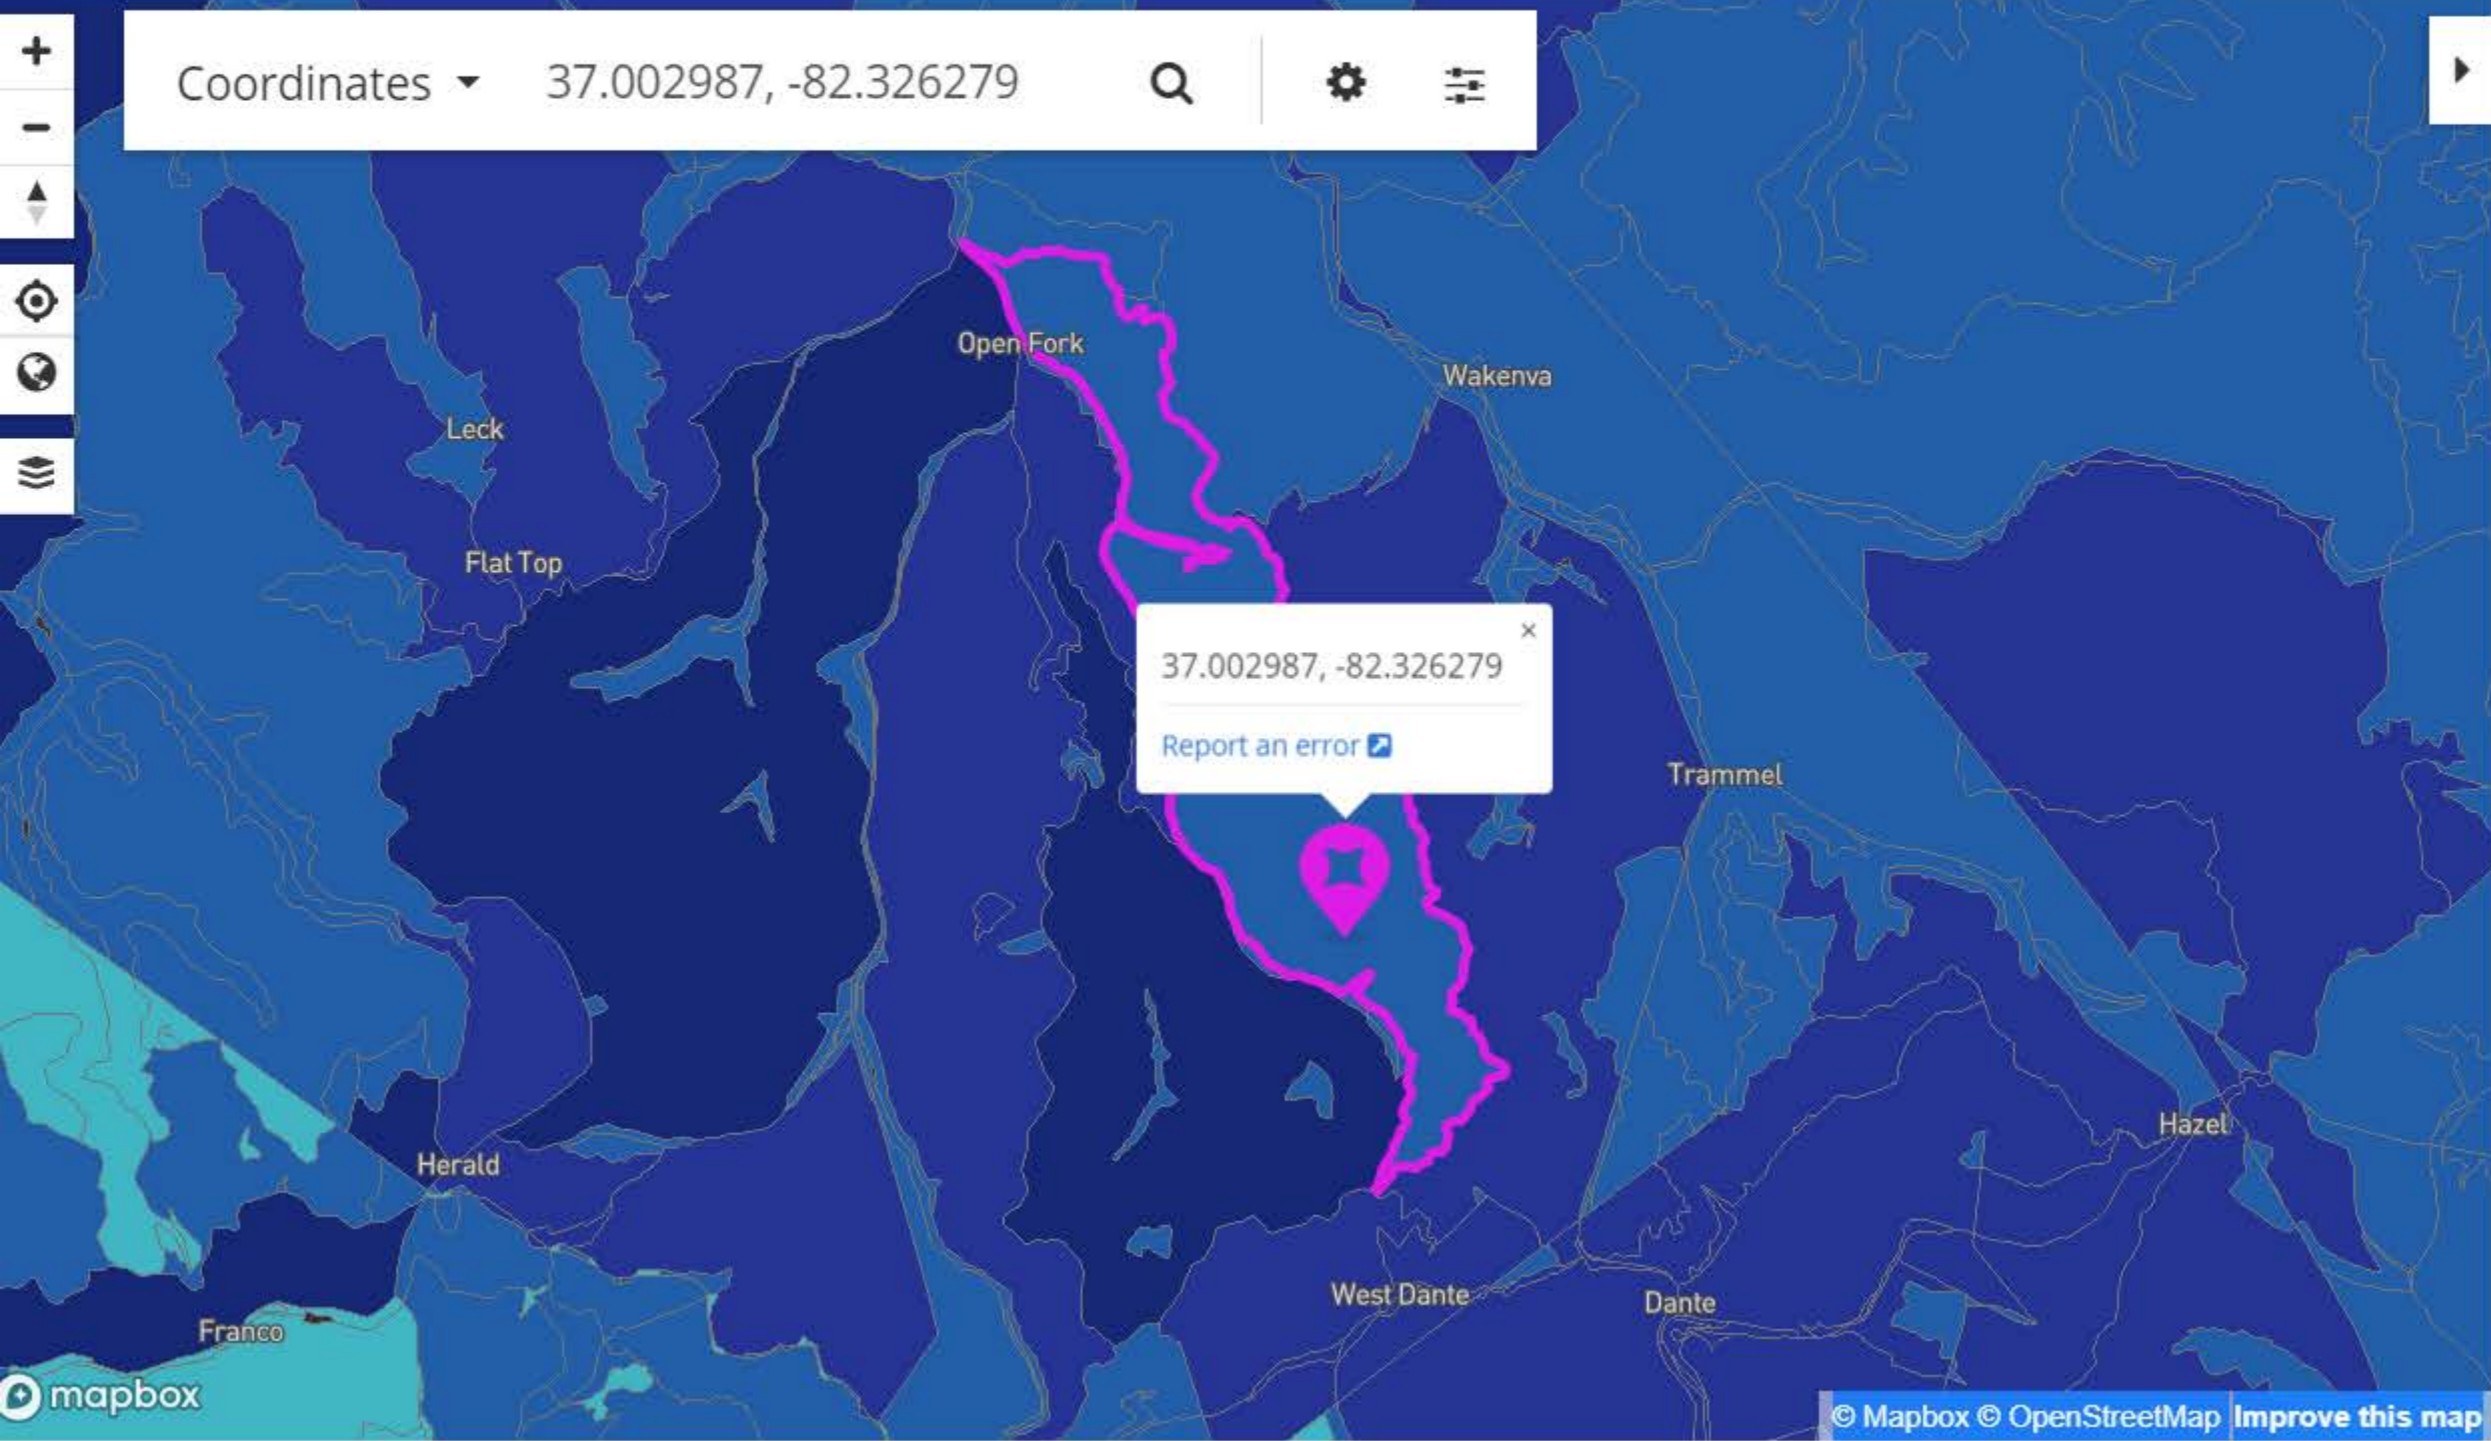 Coordinates 37.002987, -82.326279
Open Fork
Wakenva
Leck
Flat Top
37.002987, -82.326279
×
Report an error
Trammel
Hazel
Herald
West Dante
Dante
Franco
mapbox
© Mapbox © OpenStreetMap Improve this map